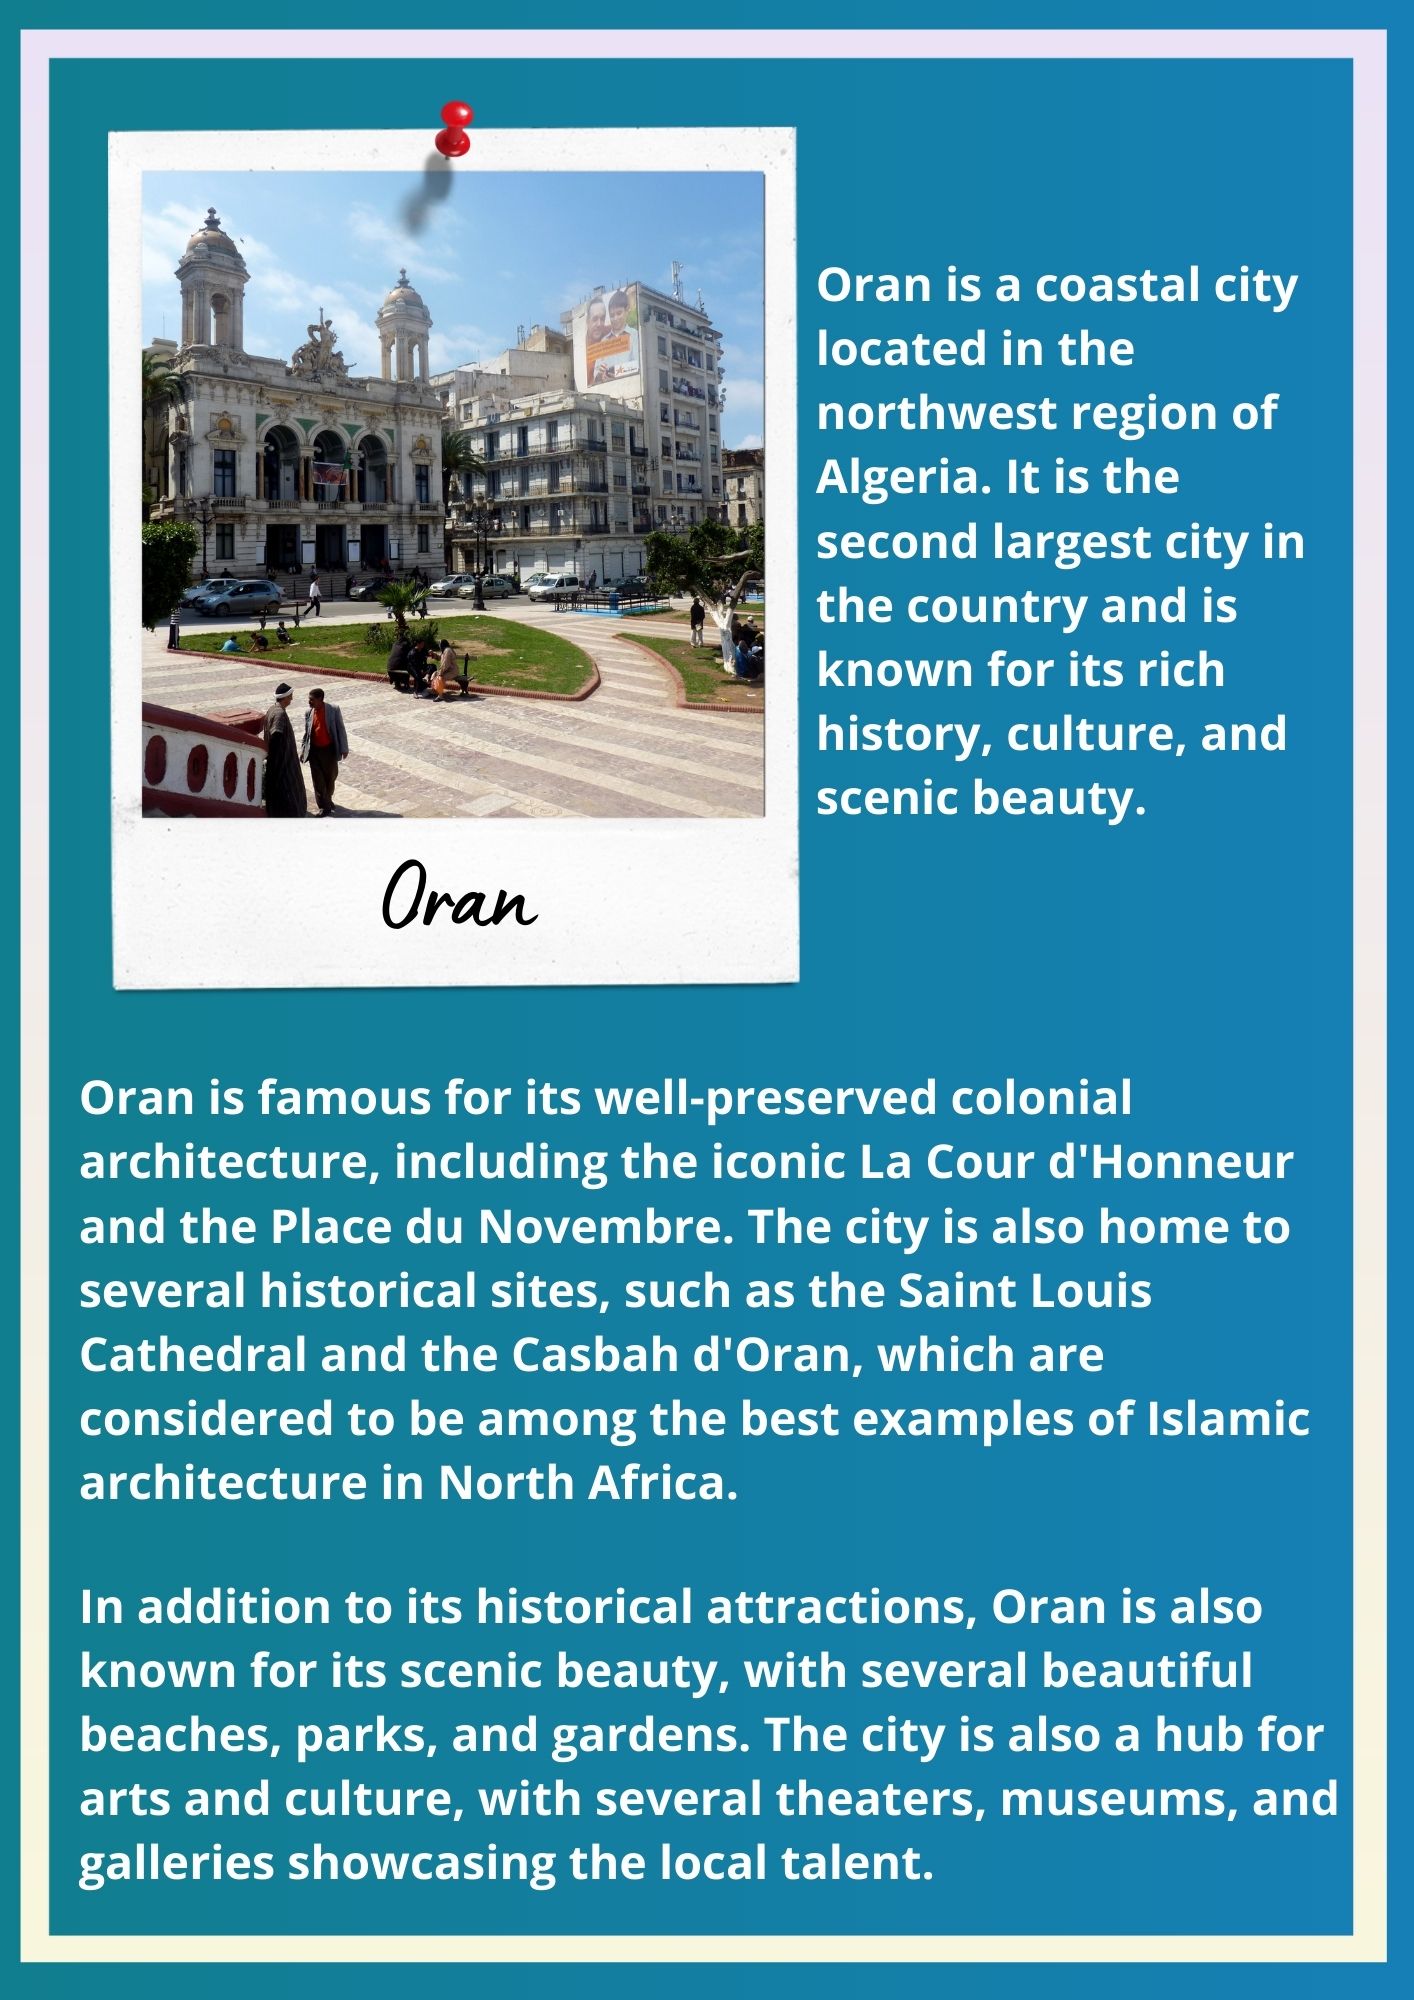 Oran is a coastal city
located in the
northwest region of
Algeria. It is the
second largest city in
the country and is
known for its rich
history, culture, and
scenic beauty.
Oran
Oran is famous for its well-preserved colonial
architecture, including the iconic La Cour d'Honneur
and the Place du Novembre. The city is also home to
several historical sites, such as the Saint Louis
Cathedral and the Casbah d'Oran, which are
considered to be among the best examples of Islamic
architecture in North Africa.
In addition to its historical attractions, Oran is also
known for its scenic beauty, with several beautiful
beaches, parks, and gardens. The city is also a hub for
arts and culture, with several theaters, museums, and
galleries showcasing the local talent.